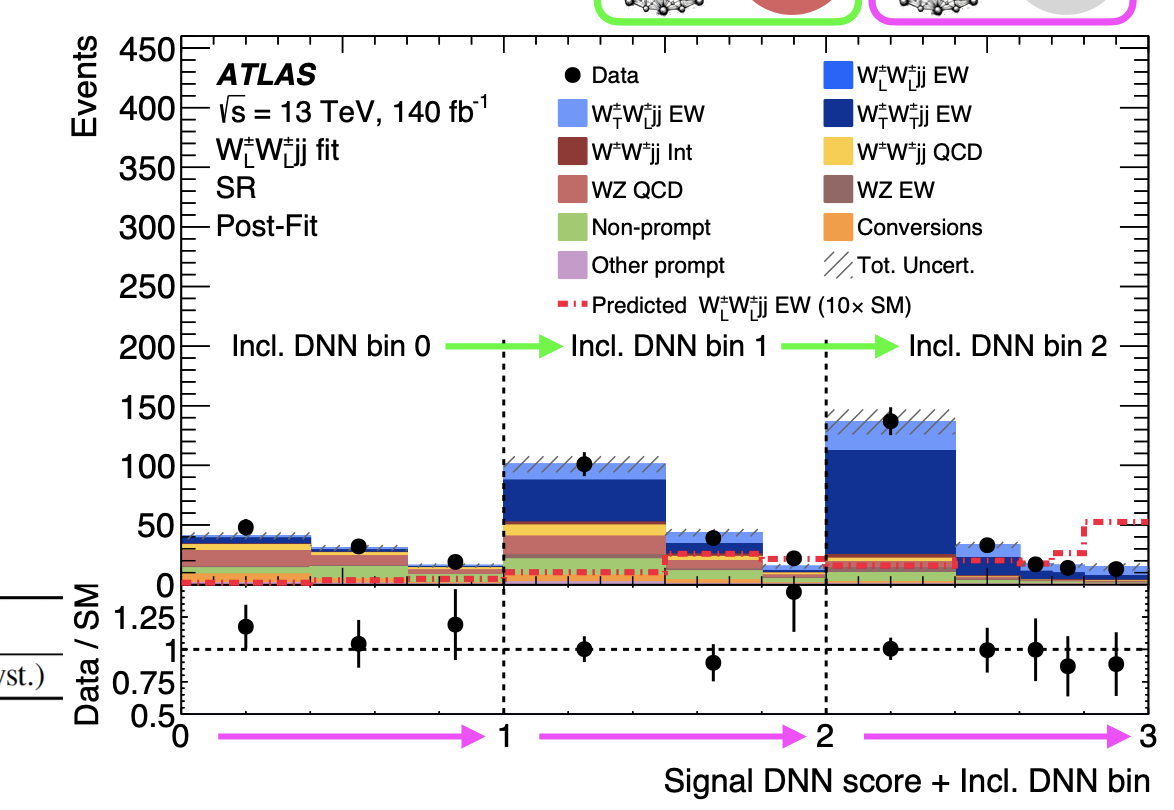 Events
450
400
350
300
250
200
150
100
50
0
ATLAS
√s = 13 TeV, 140 fb⁻¹
W±LW±Ljj fit
SR
Post-Fit
Data
W±LW±Ljj EW
W±TW±Ljj EW
W±TW±Tjj EW
W±W±jj Int
W±W±jj QCD
WZ QCD
WZ EW
Non-prompt
Conversions
Other prompt
Tot. Uncert.
Predicted W±LW±Ljj EW (10× SM)
Incl. DNN bin 0
Incl. DNN bin 1
Incl. DNN bin 2
Data / SM
1.25
1
0.75
0.5
yst.)
0 1 2 3
Signal DNN score + Incl. DNN bin